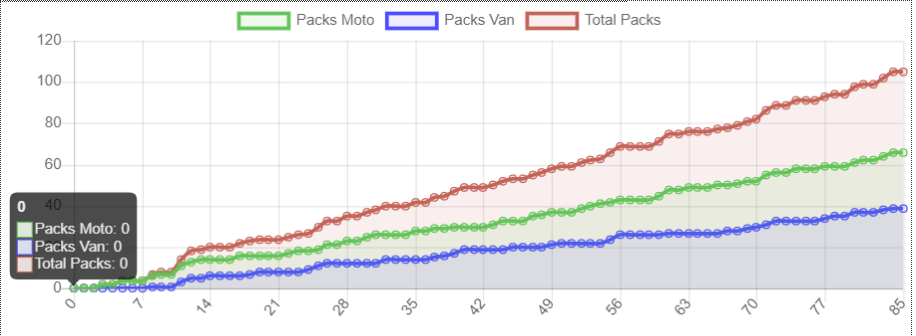 Packs Moto Packs Van Total Packs
120
100
80
60
40
20
0
0
Packs Moto: 0
Packs Van: 0
Total Packs: 0
0 7 14 21 28 35 42 49 56 63 70 77 85